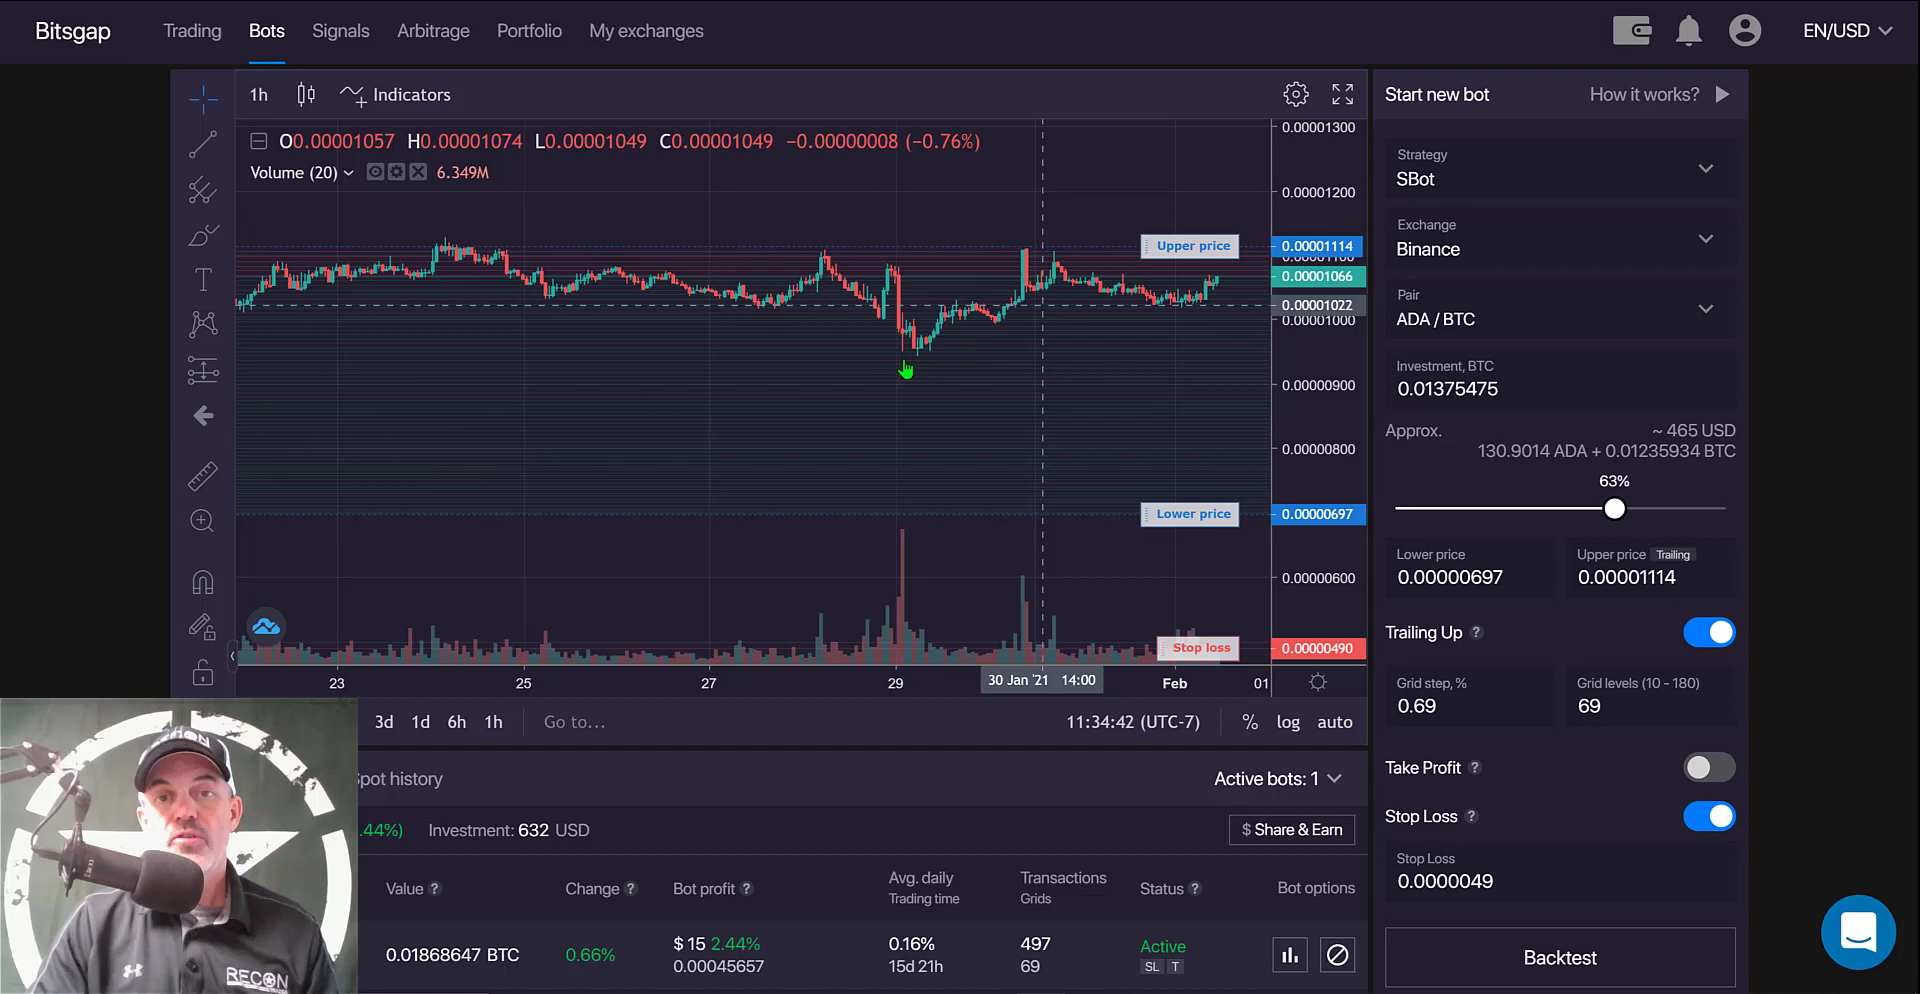 Bitsgap
Trading Bots Signals Arbitrage Portfolio My exchanges
EN/USD
1h Indicators
O0.00001057 H0.00001074 L0.00001049 C0.00001049 −0.00000008 (−0.76%)
Volume (20) 6.349M
0.00001300
0.00001200
Upper price 0.00001114
0.00001066
0.00001022
0.00001000
0.00000900
0.00000800
Lower price 0.00000697
0.00000600
Stop loss 0.00000490
23 25 27 29 30 Jan '21 14:00 Feb 01
3d 1d 6h 1h Go to... 11:34:42 (UTC-7) % log auto
pot history Active bots: 1
.44%) Investment: 632 USD $ Share & Earn
Value ? Change ? Bot profit ? Avg. daily Transactions Status ? Bot options
Trading time Grids
0.01868647 BTC 0.66% $ 15 2.44% 0.16% 497 Active
0.00045657 15d 21h 69 SL T
Start new bot How it works?
Strategy
SBot
Exchange
Binance
Pair
ADA / BTC
Investment, BTC
0.01375475
Approx. ~ 465 USD
130.9014 ADA + 0.01235934 BTC
63%
Lower price Upper price Trailing
0.00000697 0.00001114
Trailing Up ?
Grid step, % Grid levels (10 - 180)
0.69 69
Take Profit ?
Stop Loss ?
Stop Loss
0.0000049
Backtest
RECON
RECON